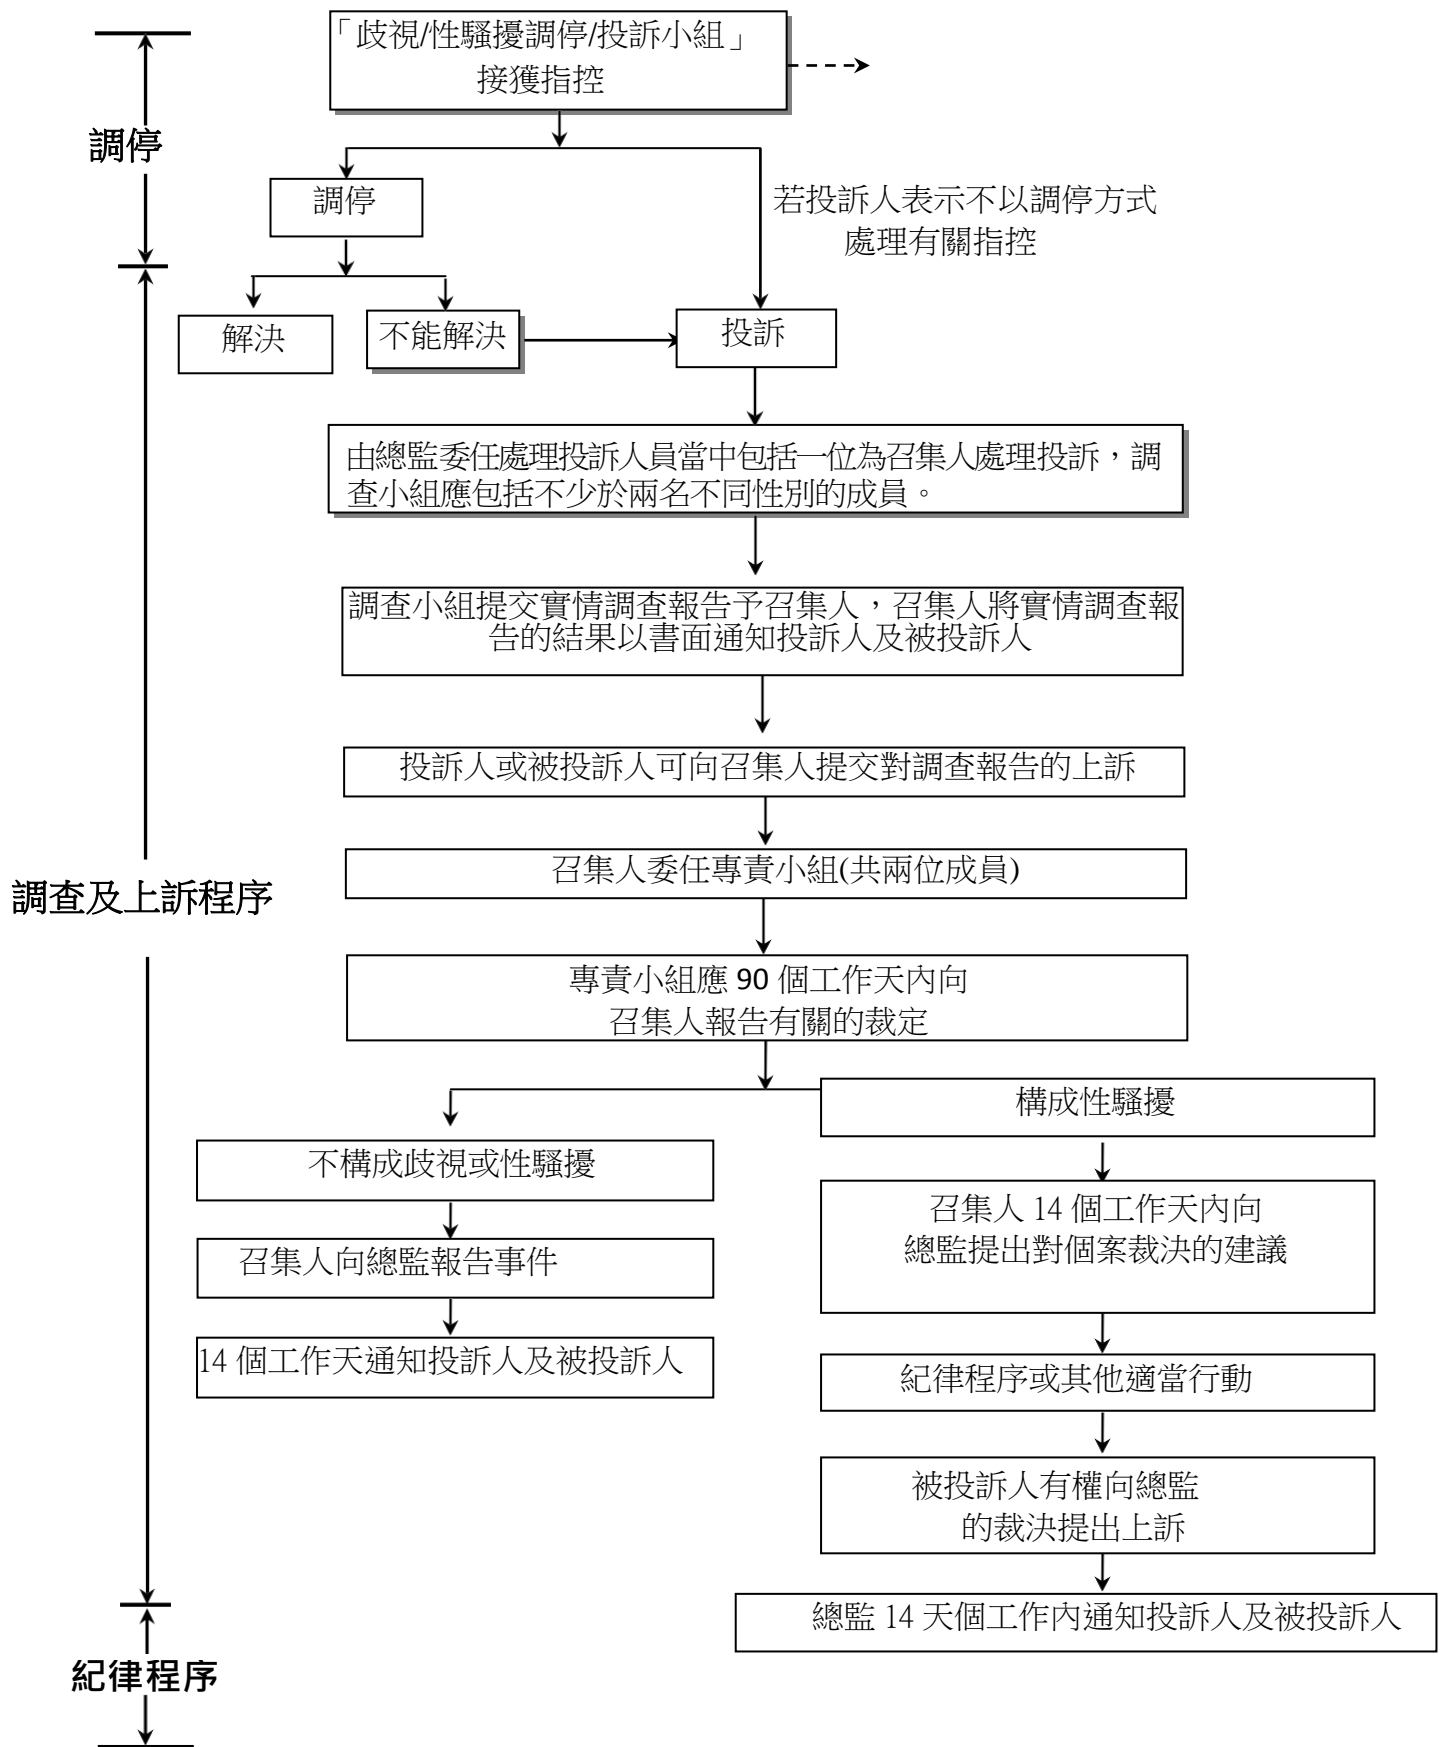 「歧視/性騷擾調停/投訴小組」
接獲指控
調停
調停
若投訴人表示不以調停方式
處理有關指控
解決
不能解決
投訴
由總監委任處理投訴人員當中包括一位為召集人處理投訴，調
查小組應包括不少於兩名不同性別的成員。
調查小組提交實情調查報告予召集人，召集人將實情調查報
告的結果以書面通知投訴人及被投訴人
投訴人或被投訴人可向召集人提交對調查報告的上訴
召集人委任專責小組(共兩位成員)
調查及上訴程序
專責小組應 90 個工作天內向
召集人報告有關的裁定
構成性騷擾
不構成歧視或性騷擾
召集人 14 個工作天內向
總監提出對個案裁決的建議
召集人向總監報告事件
14 個工作天通知投訴人及被投訴人
紀律程序或其他適當行動
被投訴人有權向總監
的裁決提出上訴
總監 14 天個工作內通知投訴人及被投訴人
紀律程序